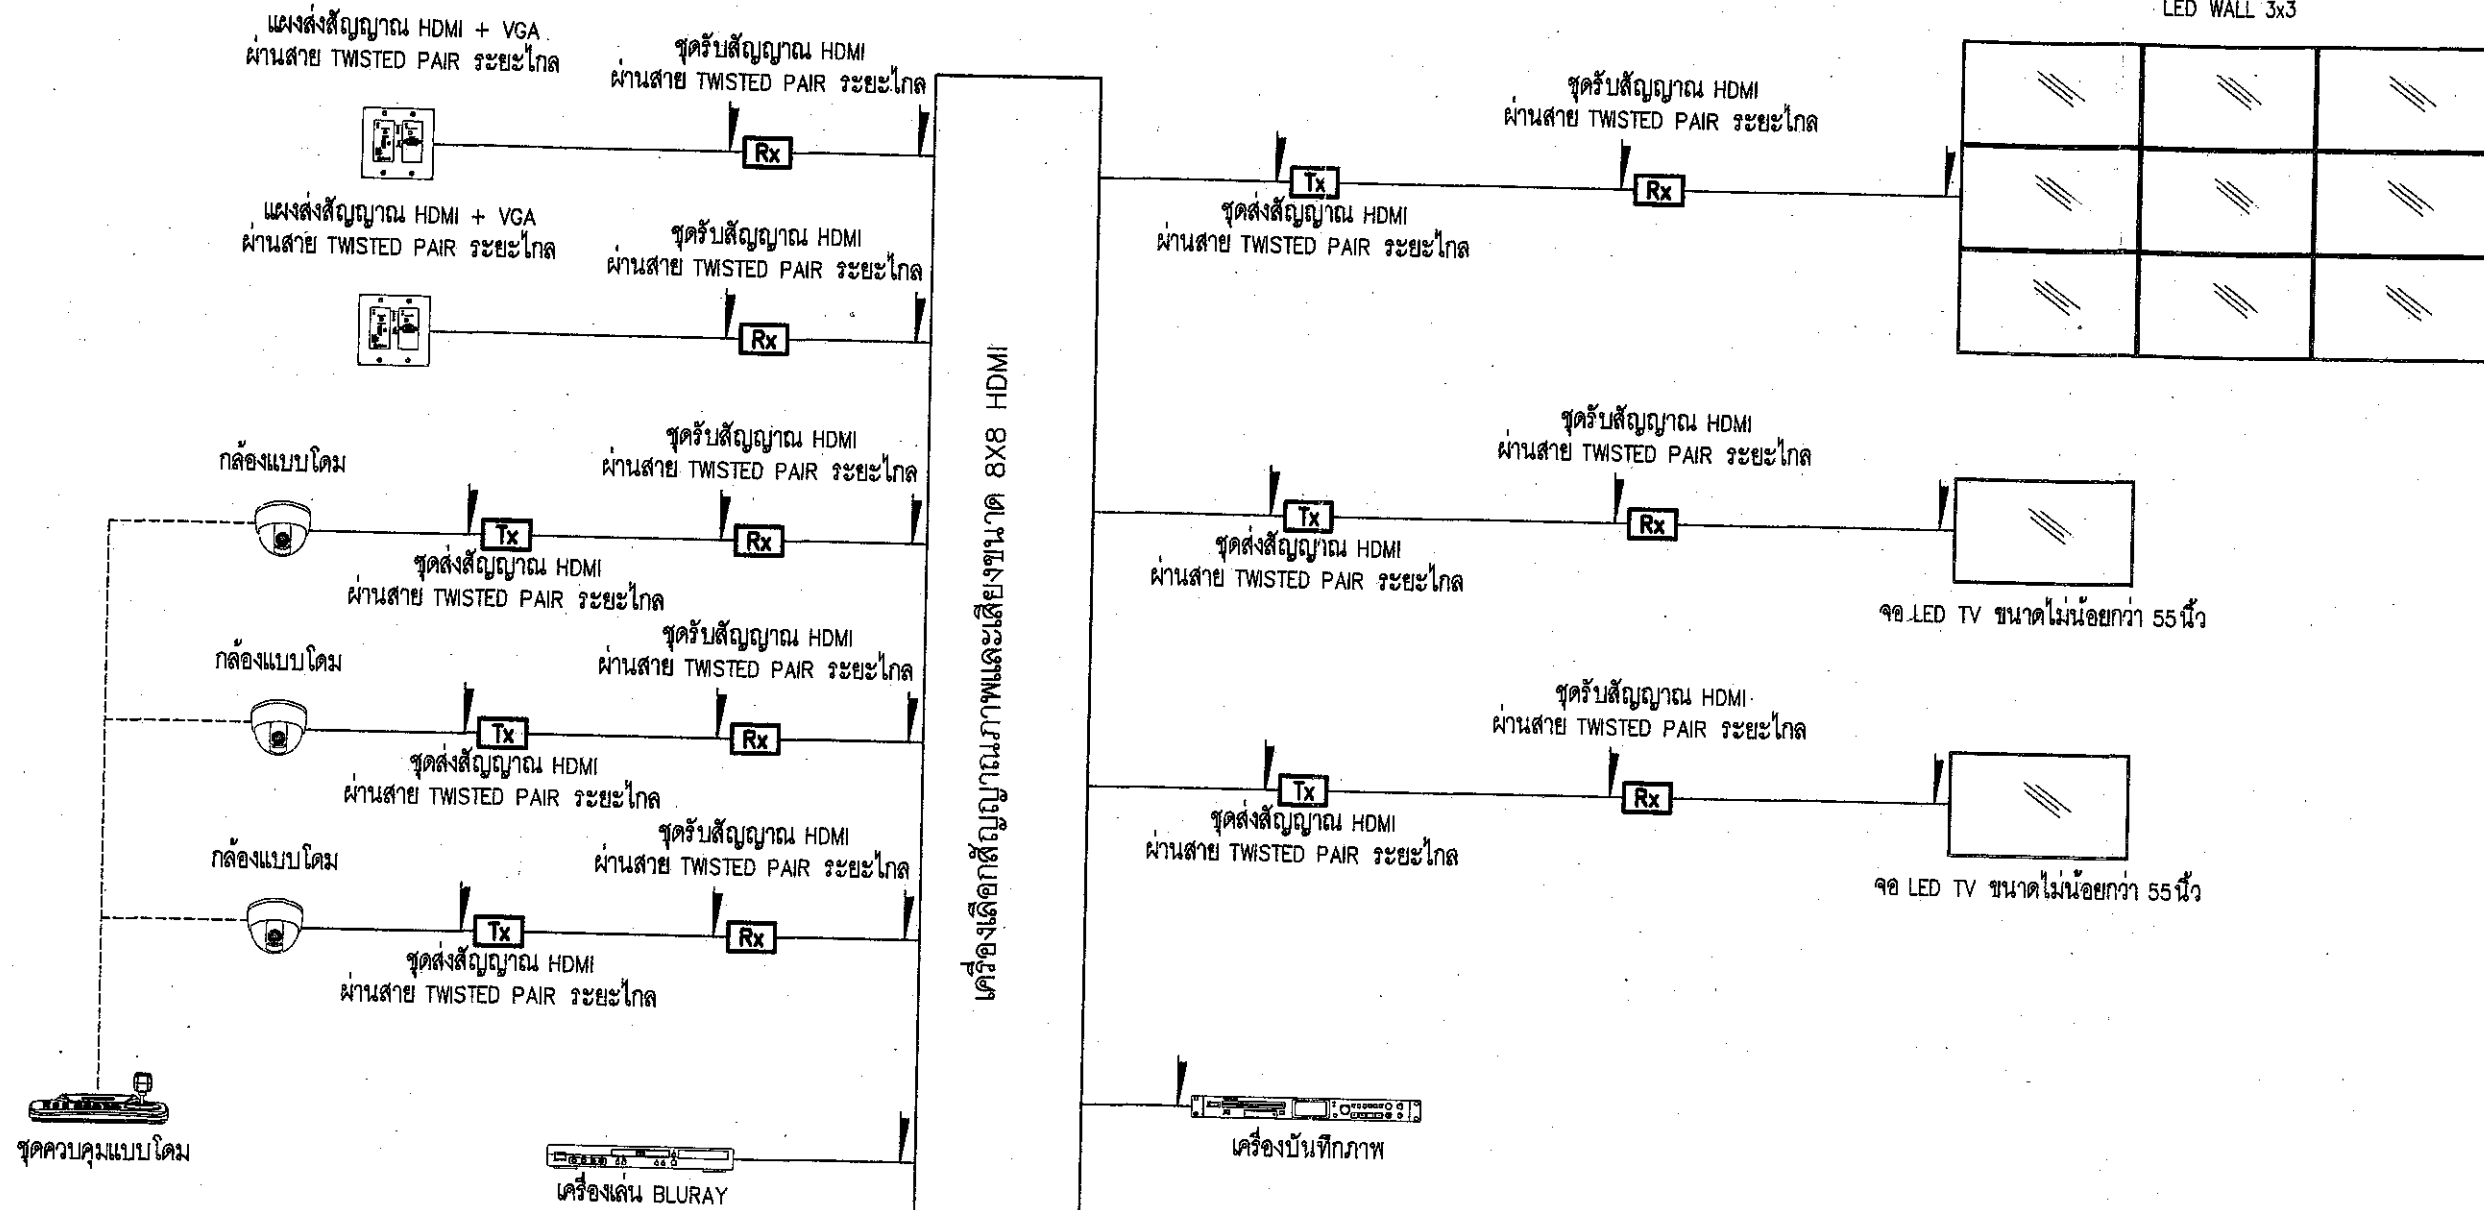 LED WALL 3x3
แผงส่งสัญญาณ HDMI + VGA
ผ่านสาย TWISTED PAIR ระยะไกล
ชุดรับสัญญาณ HDMI
ผ่านสาย TWISTED PAIR ระยะไกล
Rx
ชุดรับสัญญาณ HDMI
ผ่านสาย TWISTED PAIR ระยะไกล
Tx
Rx
ชุดส่งสัญญาณ HDMI
ผ่านสาย TWISTED PAIR ระยะไกล
แผงส่งสัญญาณ HDMI + VGA
ผ่านสาย TWISTED PAIR ระยะไกล
ชุดรับสัญญาณ HDMI
ผ่านสาย TWISTED PAIR ระยะไกล
Rx
เครื่องเลือกสัญญาณภาพและเสียงขนาด 8X8 HDMI
กล้องแบบโดม
ชุดรับสัญญาณ HDMI
ผ่านสาย TWISTED PAIR ระยะไกล
Tx
Rx
ชุดส่งสัญญาณ HDMI
ผ่านสาย TWISTED PAIR ระยะไกล
ชุดรับสัญญาณ HDMI
ผ่านสาย TWISTED PAIR ระยะไกล
Tx
Rx
ชุดส่งสัญญาณ HDMI
ผ่านสาย TWISTED PAIR ระยะไกล
จอ LED TV ขนาดไม่น้อยกว่า 55นิ้ว
กล้องแบบโดม
ชุดรับสัญญาณ HDMI
ผ่านสาย TWISTED PAIR ระยะไกล
Tx
Rx
ชุดส่งสัญญาณ HDMI
ผ่านสาย TWISTED PAIR ระยะไกล
ชุดรับสัญญาณ HDMI
ผ่านสาย TWISTED PAIR ระยะไกล
Tx
Rx
ชุดส่งสัญญาณ HDMI
ผ่านสาย TWISTED PAIR ระยะไกล
จอ LED TV ขนาดไม่น้อยกว่า 55นิ้ว
กล้องแบบโดม
ชุดรับสัญญาณ HDMI
ผ่านสาย TWISTED PAIR ระยะไกล
Tx
Rx
ชุดส่งสัญญาณ HDMI
ผ่านสาย TWISTED PAIR ระยะไกล
ชุดควบคุมแบบโดม
เครื่องเล่น BLURAY
เครื่องบันทึกภาพ